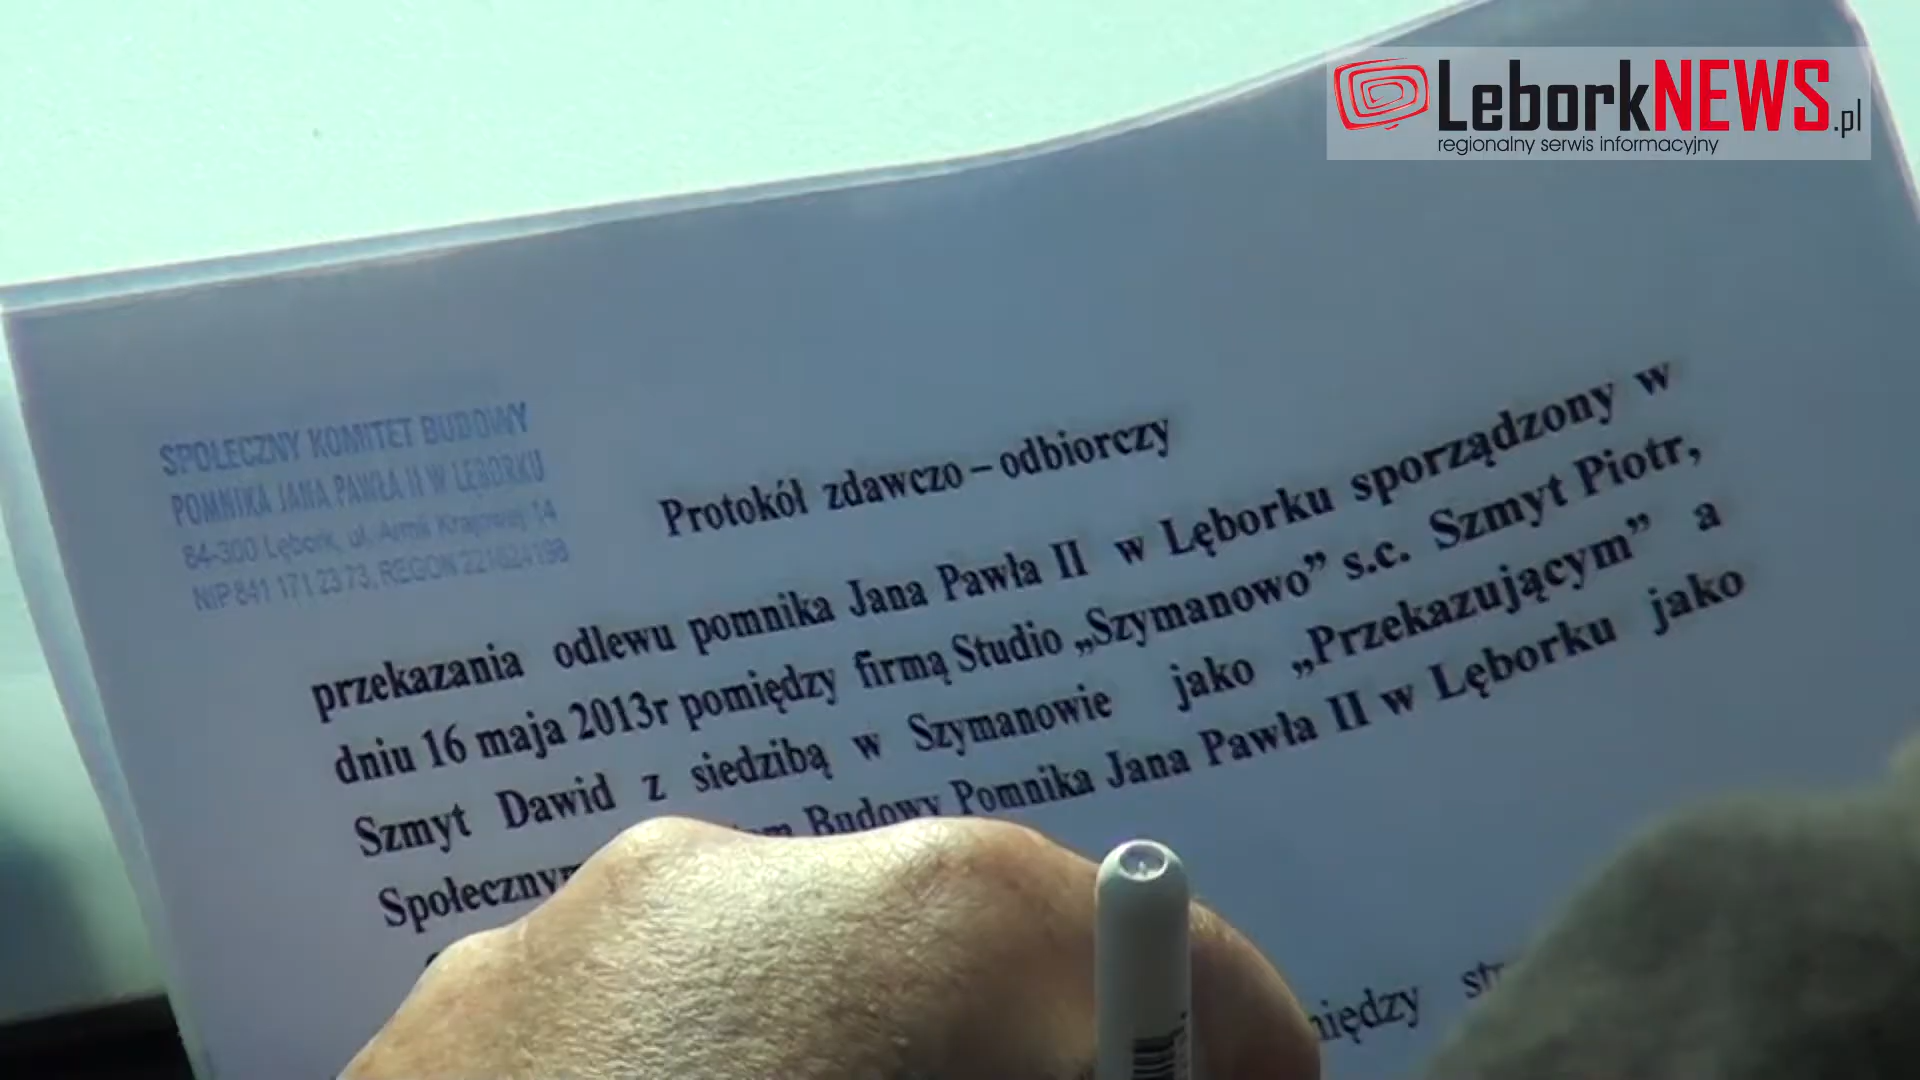 LeborkNEWS.pl
regionalny serwis informacyjny
SPOŁECZNY KOMITET BUDOWY
POMNIKA JANA PAWŁA II W LĘBORKU
84-300 Lębork, ul. Armii Krajowej 14
NIP 841 171 23 73, REGON 221624198
Protokół zdawczo – odbiorczy
przekazania odlewu pomnika Jana Pawła II w Lęborku sporządzony w
dniu 16 maja 2013r pomiędzy firmą Studio „Szymanowo” s.c. Szmyt Piotr,
Szmyt Dawid z siedzibą w Szymanowie jako „Przekazującym” a
Budowy Pomnika Jana Pawła II w Lęborku jako